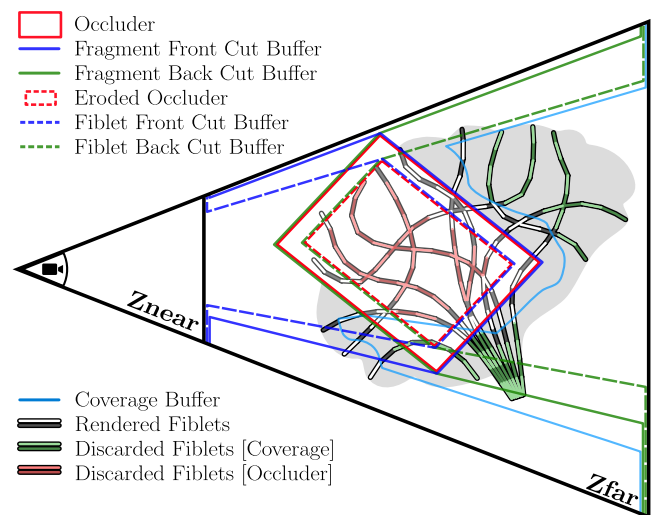 Occluder
Fragment Front Cut Buffer
Fragment Back Cut Buffer
Eroded Occluder
Fiblet Front Cut Buffer
Fiblet Back Cut Buffer
Znear
Coverage Buffer
Rendered Fiblets
Discarded Fiblets [Coverage]
Discarded Fiblets [Occluder]
Zfar